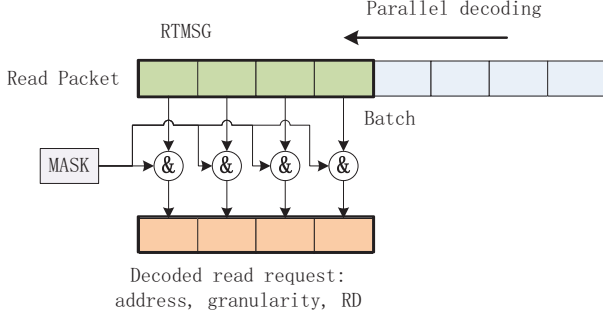 Parallel decoding
RTMSG
Read Packet
Batch
MASK
& & & &
Decoded read request:
address, granularity, RD